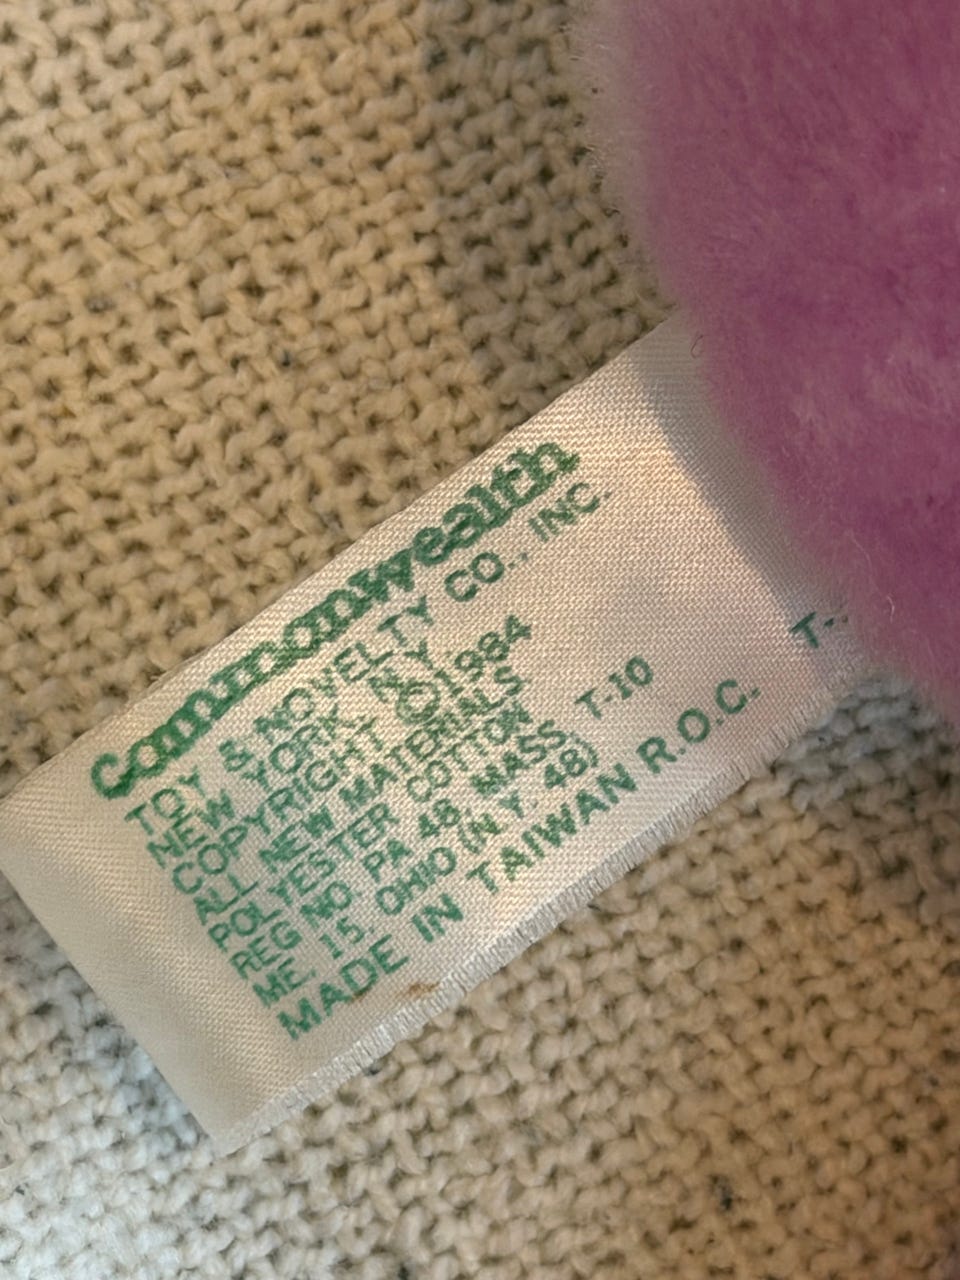 Commonwealth
TOY & NOVELTY CO., INC.
NEW YORK, N.Y.
COPYRIGHT ©1984
ALL NEW MATERIALS
POLYESTER COTTON
REG NO. PA 48, MASS T-10
ME. 15, OHIO (N Y. 48)
MADE IN TAIWAN R.O.C.
T-